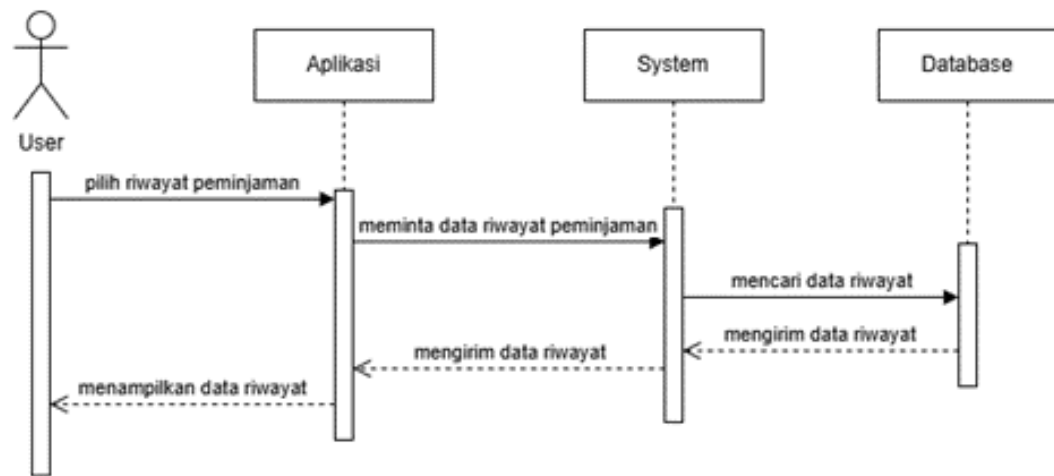 Aplikasi
System
Database
User
pilih riwayat peminjaman
meminta data riwayat peminjaman
mencari data riwayat
mengirim data riwayat
mengirim data riwayat
menampilkan data riwayat